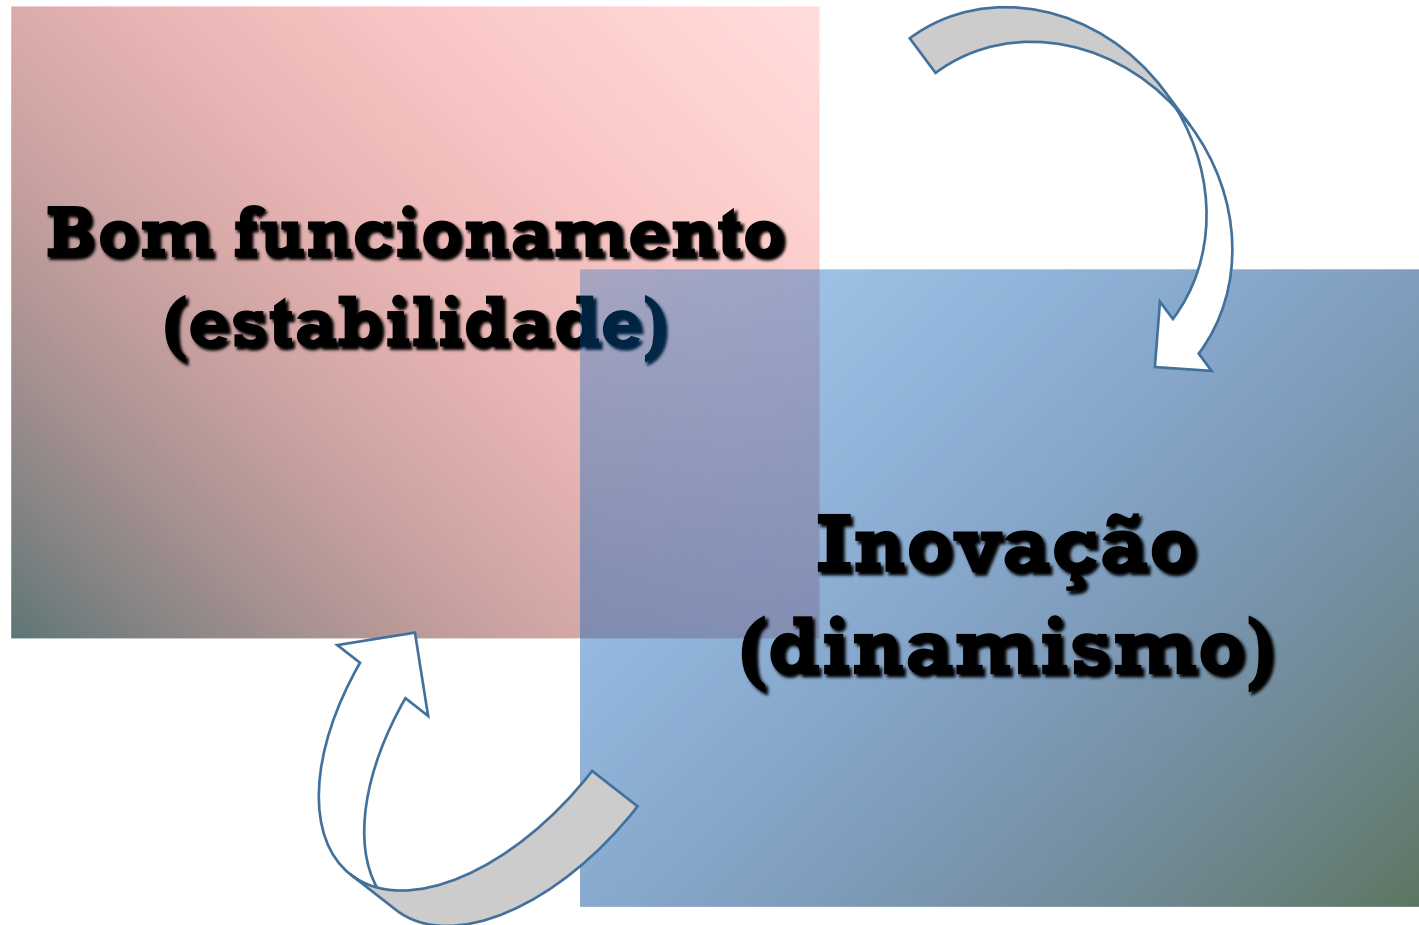 Bom funcionamento
(estabilidade)
Inovação
(dinamismo)